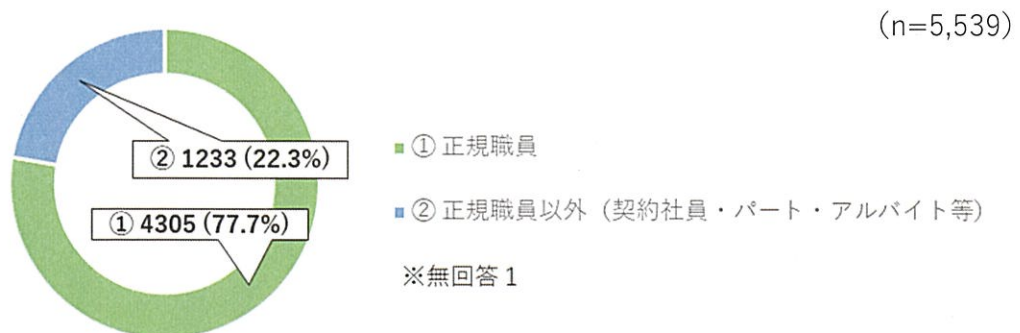 (n=5,539)
② 1233 (22.3%)
① 4305 (77.7%)
① 正規職員
② 正規職員以外（契約社員・パート・アルバイト等）
※無回答 1